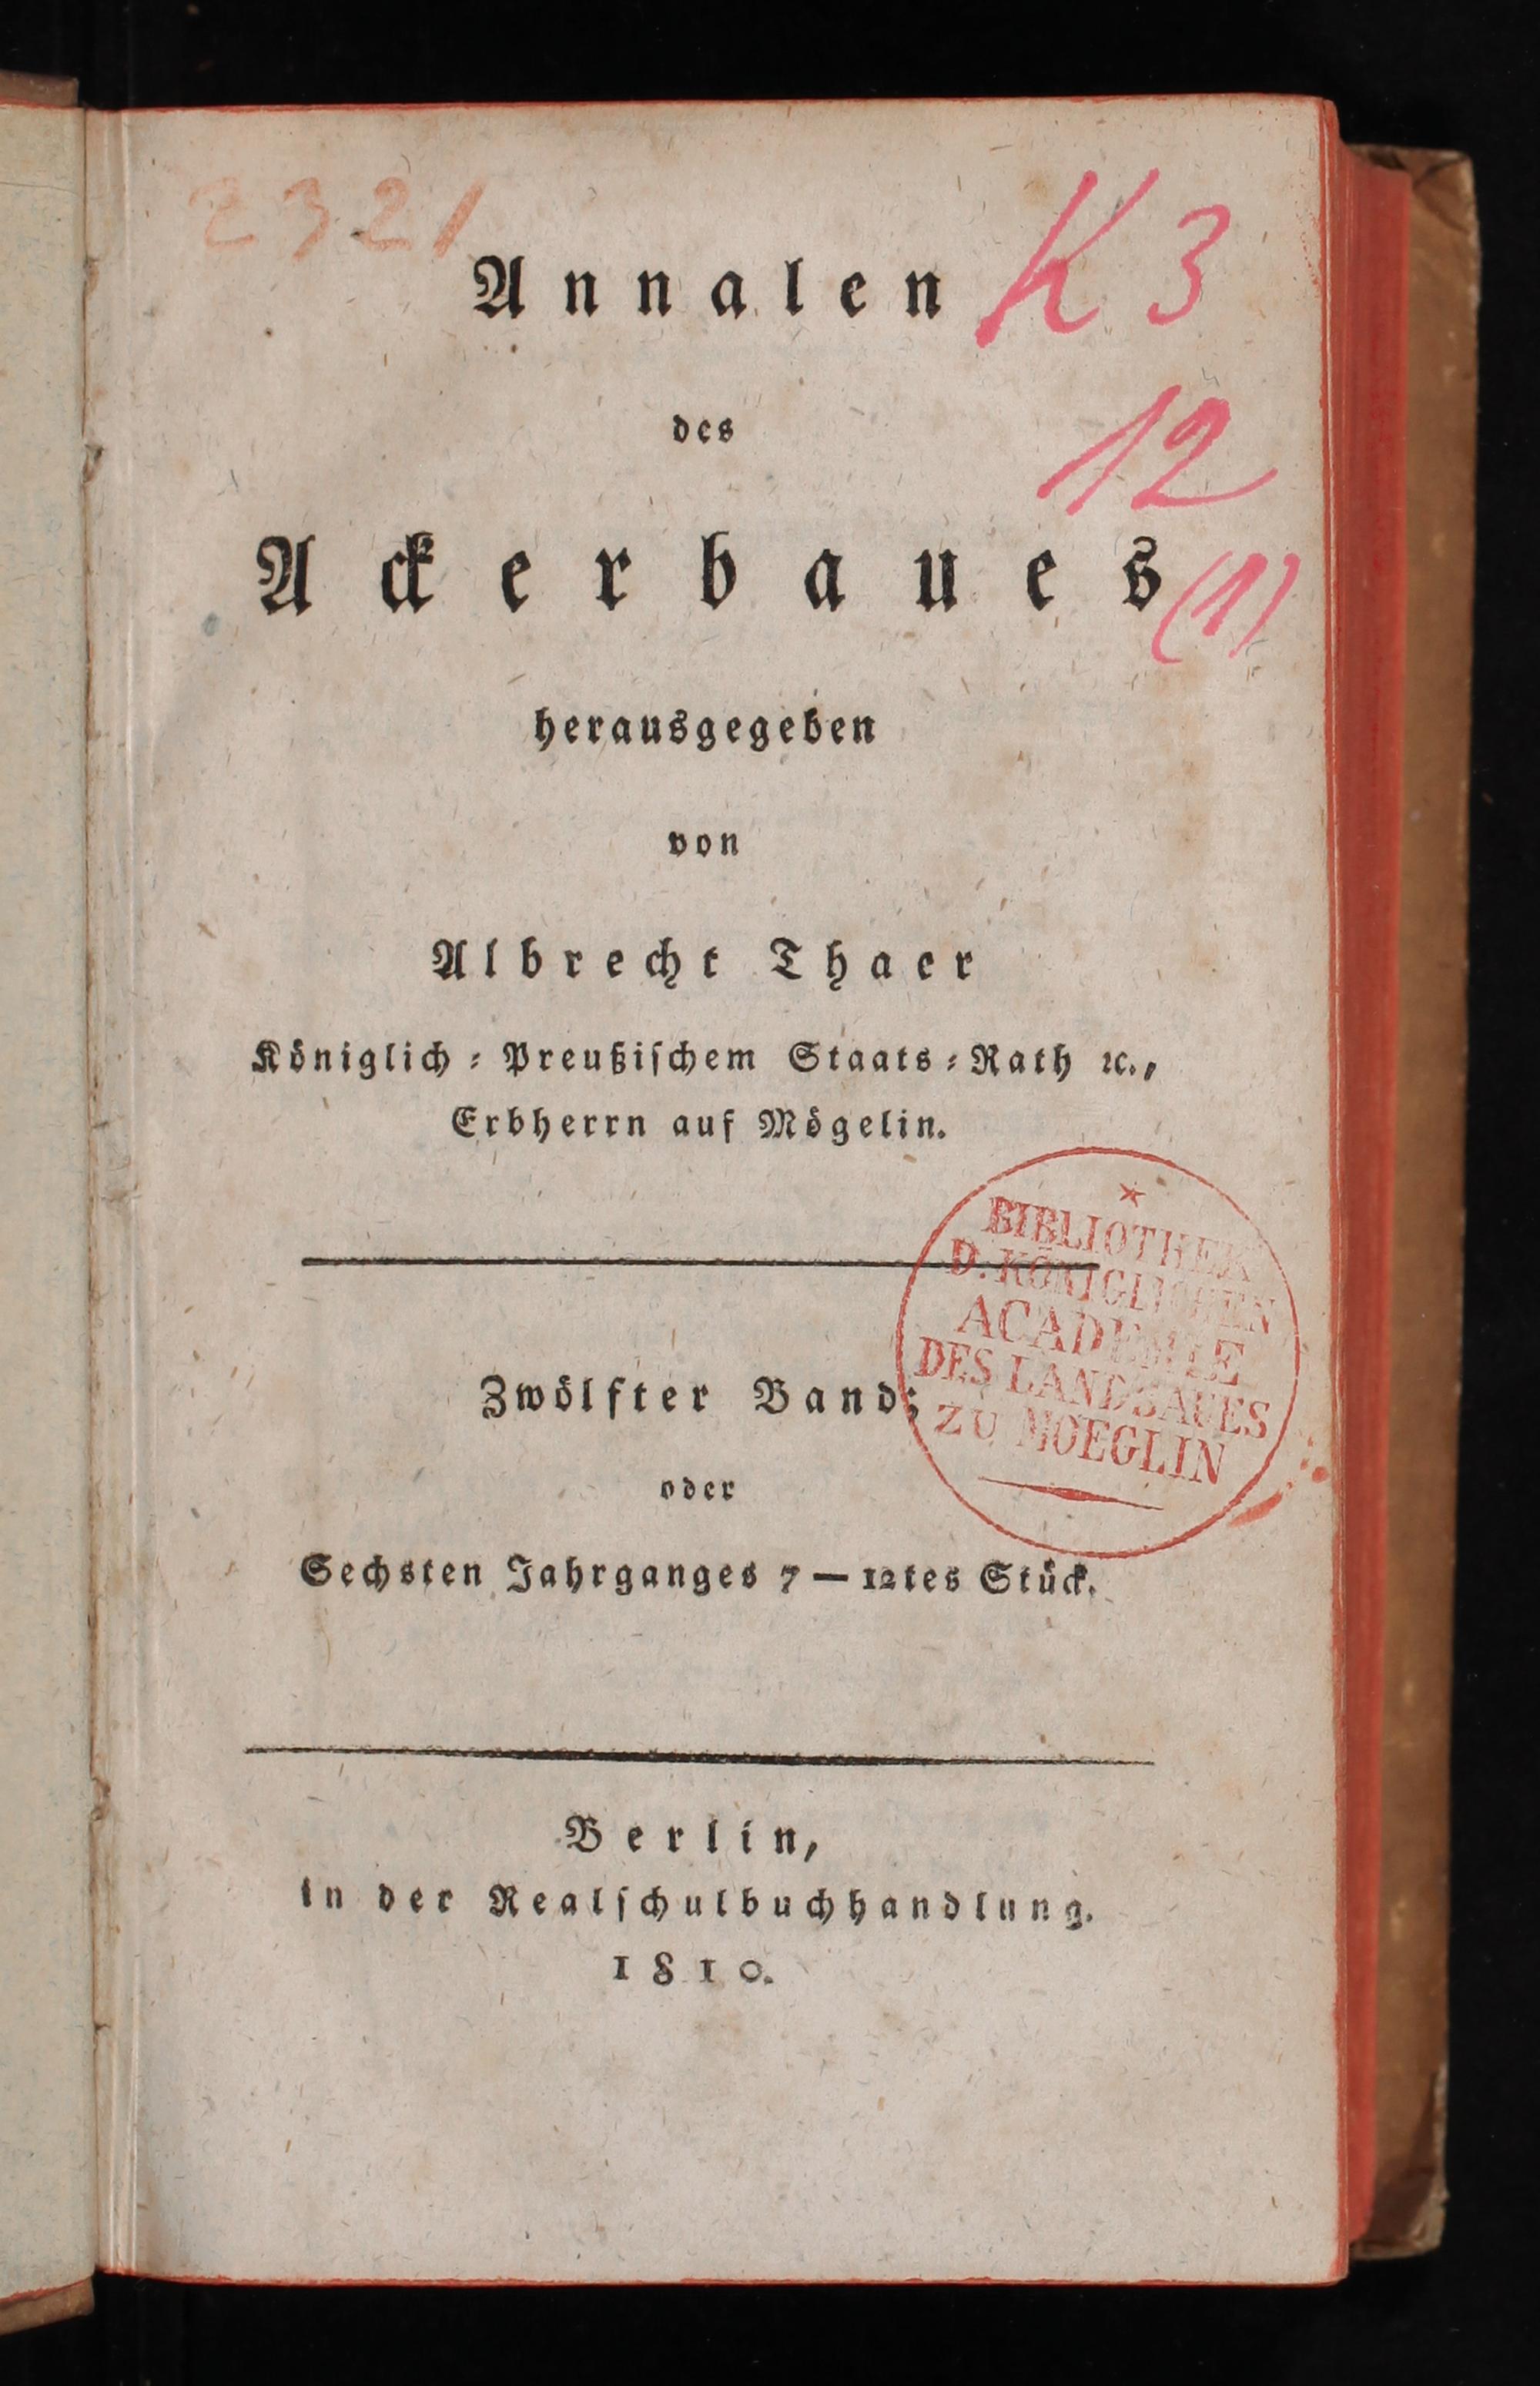 2321
K 3
Annalen
des
12
Ackerbaues
(1)
herausgegeben
von
Albrecht Thaer
Königlich = Preußischem Staats = Rath ꝛc.,
Erbherrn auf Mögelin.
BIBLIOTHEK
D. KÖNIGLICHEN
ACADEMIE
DES LANDBAUES
ZU MOEGLIN
Zwölfter Band;
oder
Sechsten Jahrganges 7 — 12tes Stück.
Berlin,
in der Realschulbuchhandlung.
1810.